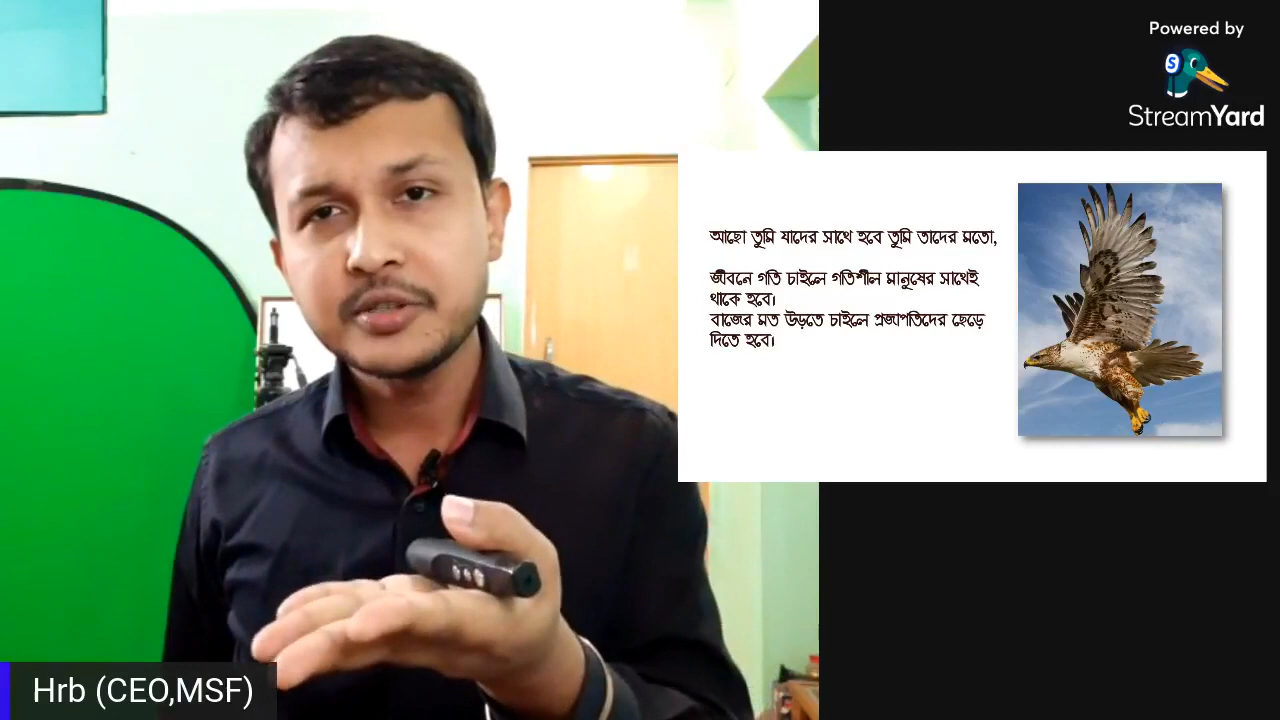 Powered by
StreamYard
আছো তুমি যাদের সাথে হবে তুমি তাদের মতো,
জীবনে গতি চাইলে গতিশীল মানুষের সাথেই
থাকে হবে।
বাজের মত উড়তে চাইলে প্রজাপতিদের ছেড়ে
দিতে হবে।
Hrb (CEO,MSF)